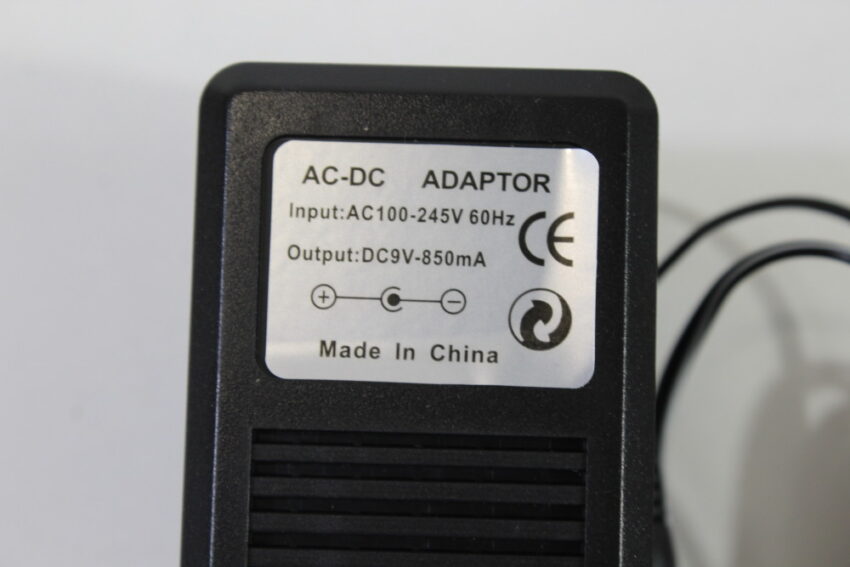 AC-DC ADAPTOR
Input:AC100-245V 60Hz
CE
Output:DC9V-850mA
Made In China